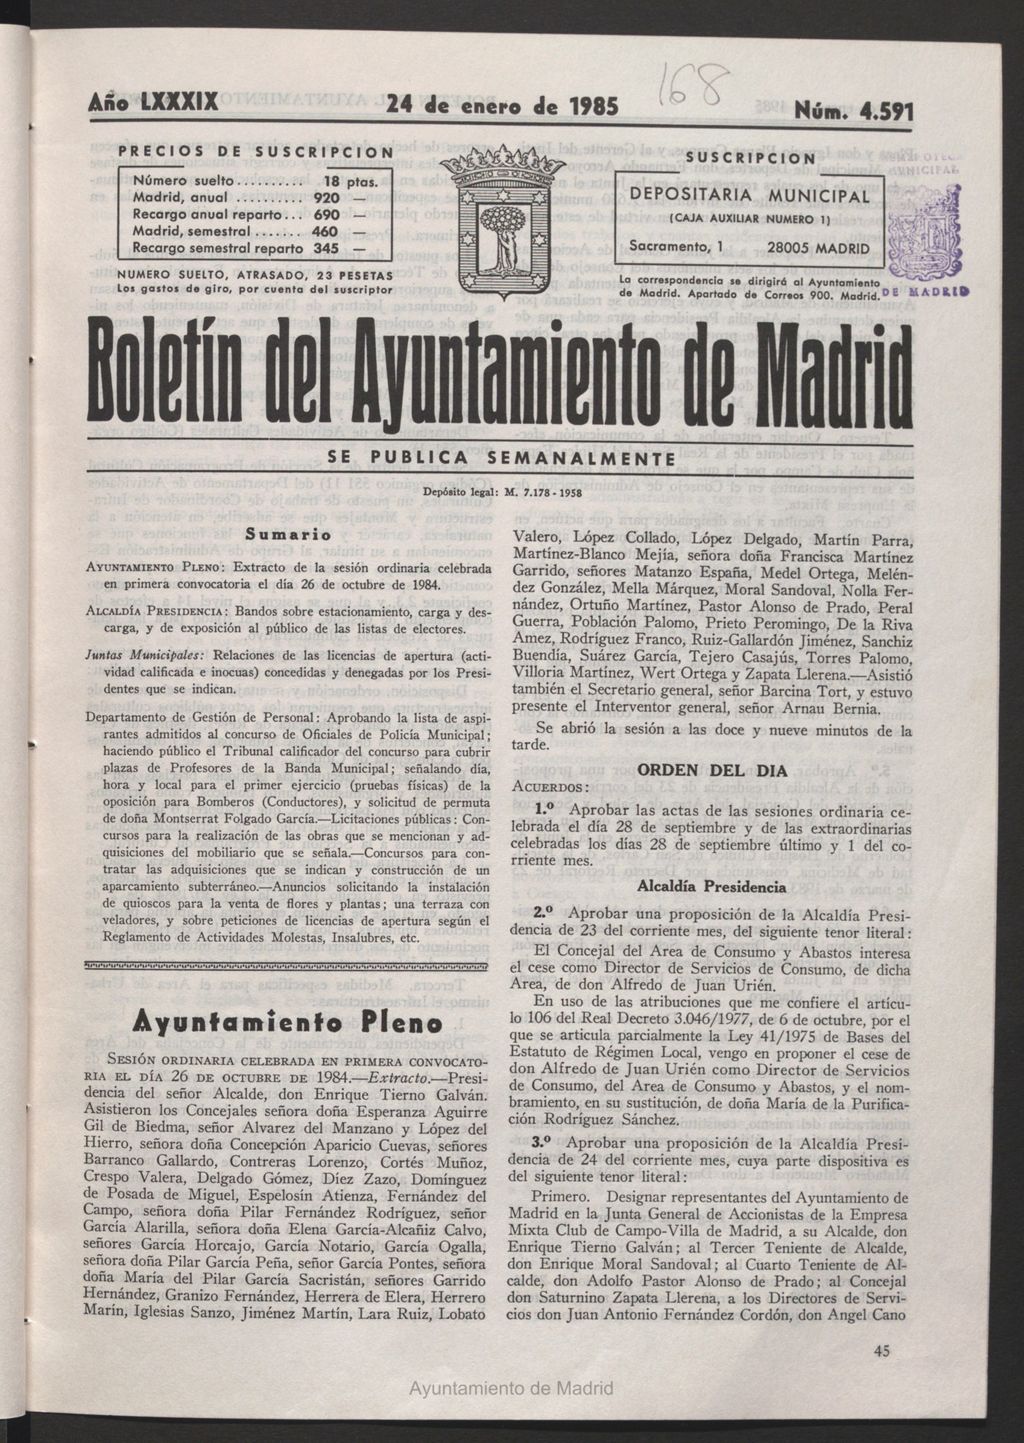 168
Año LXXXIX 24 de enero de 1985 Núm. 4.591
PRECIOS DE SUSCRIPCION
Número suelto.......... 18 ptas.
Madrid, anual .......... 920 —
Recargo anual reparto... 690 —
Madrid, semestral ....... 460 —
Recargo semestral reparto 345 —
NUMERO SUELTO, ATRASADO, 23 PESETAS
Los gastos de giro, por cuenta del suscriptor
SUSCRIPCION
DEPOSITARIA MUNICIPAL
(CAJA AUXILIAR NUMERO 1)
Sacramento, 1 28005 MADRID
La correspondencia se dirigirá al Ayuntamiento
de Madrid. Apartado de Correos 900. Madrid.
MUNICIPAL
DE MADRID
Boletín del Ayuntamiento de Madrid
SE PUBLICA SEMANALMENTE
Depósito legal: M. 7.178 - 1958
Sumario
AYUNTAMIENTO PLENO: Extracto de la sesión ordinaria celebrada
en primera convocatoria el día 26 de octubre de 1984.
ALCALDÍA PRESIDENCIA: Bandos sobre estacionamiento, carga y des-
carga, y de exposición al público de las listas de electores.
Juntas Municipales: Relaciones de las licencias de apertura (acti-
vidad calificada e inocuas) concedidas y denegadas por los Presi-
dentes que se indican.
Departamento de Gestión de Personal: Aprobando la lista de aspi-
rantes admitidos al concurso de Oficiales de Policía Municipal;
haciendo público el Tribunal calificador del concurso para cubrir
plazas de Profesores de la Banda Municipal; señalando día,
hora y local para el primer ejercicio (pruebas físicas) de la
oposición para Bomberos (Conductores), y solicitud de permuta
de doña Montserrat Folgado García.—Licitaciones públicas: Con-
cursos para la realización de las obras que se mencionan y ad-
quisiciones del mobiliario que se señala.—Concursos para con-
tratar las adquisiciones que se indican y construcción de un
aparcamiento subterráneo.—Anuncios solicitando la instalación
de quioscos para la venta de flores y plantas; una terraza con
veladores, y sobre peticiones de licencias de apertura según el
Reglamento de Actividades Molestas, Insalubres, etc.
Ayuntamiento Pleno
SESIÓN ORDINARIA CELEBRADA EN PRIMERA CONVOCATO-
RIA EL DÍA 26 DE OCTUBRE DE 1984.—Extracto.—Presi-
dencia del señor Alcalde, don Enrique Tierno Galván.
Asistieron los Concejales señora doña Esperanza Aguirre
Gil de Biedma, señor Alvarez del Manzano y López del
Hierro, señora doña Concepción Aparicio Cuevas, señores
Barranco Gallardo, Contreras Lorenzo, Cortés Muñoz,
Crespo Valera, Delgado Gómez, Díez Zazo, Domínguez
de Posada de Miguel, Espelosín Atienza, Fernández del
Campo, señora doña Pilar Fernández Rodríguez, señor
García Alarilla, señora doña Elena García-Alcañiz Calvo,
señores García Horcajo, García Notario, García Ogalla,
señora doña Pilar García Peña, señor García Pontes, señora
doña María del Pilar García Sacristán, señores Garrido
Hernández, Granizo Fernández, Herrera de Elera, Herrero
Marín, Iglesias Sanzo, Jiménez Martín, Lara Ruiz, Lobato
Valero, López Collado, López Delgado, Martín Parra,
Martínez-Blanco Mejía, señora doña Francisca Martínez
Garrido, señores Matanzo España, Medel Ortega, Melén-
dez González, Mella Márquez, Moral Sandoval, Nolla Fer-
nández, Ortuño Martínez, Pastor Alonso de Prado, Peral
Guerra, Población Palomo, Prieto Peromingo, De la Riva
Amez, Rodríguez Franco, Ruiz-Gallardón Jiménez, Sanchiz
Buendía, Suárez García, Tejero Casajús, Torres Palomo,
Villoria Martínez, Wert Ortega y Zapata Llerena.—Asistió
también el Secretario general, señor Barcina Tort, y estuvo
presente el Interventor general, señor Arnau Bernia.
Se abrió la sesión a las doce y nueve minutos de la
tarde.
ORDEN DEL DIA
ACUERDOS:
1.º Aprobar las actas de las sesiones ordinaria ce-
lebrada el día 28 de septiembre y de las extraordinarias
celebradas los días 28 de septiembre último y 1 del co-
rriente mes.
Alcaldía Presidencia
2.º Aprobar una proposición de la Alcaldía Presi-
dencia de 23 del corriente mes, del siguiente tenor literal:
El Concejal del Area de Consumo y Abastos interesa
el cese como Director de Servicios de Consumo, de dicha
Area, de don Alfredo de Juan Urién.
En uso de las atribuciones que me confiere el artícu-
lo 106 del Real Decreto 3.046/1977, de 6 de octubre, por el
que se articula parcialmente la Ley 41/1975 de Bases del
Estatuto de Régimen Local, vengo en proponer el cese de
don Alfredo de Juan Urién como Director de Servicios
de Consumo, del Area de Consumo y Abastos, y el nom-
bramiento, en su sustitución, de doña María de la Purifica-
ción Rodríguez Sánchez.
3.º Aprobar una proposición de la Alcaldía Presi-
dencia de 24 del corriente mes, cuya parte dispositiva es
del siguiente tenor literal:
Primero. Designar representantes del Ayuntamiento de
Madrid en la Junta General de Accionistas de la Empresa
Mixta Club de Campo-Villa de Madrid, a su Alcalde, don
Enrique Tierno Galván; al Tercer Teniente de Alcalde,
don Enrique Moral Sandoval; al Cuarto Teniente de Al-
calde, don Adolfo Pastor Alonso de Prado; al Concejal
don Saturnino Zapata Llerena, a los Directores de Servi-
cios don Juan Antonio Fernández Cordón, don Angel Cano
45
Ayuntamiento de Madrid